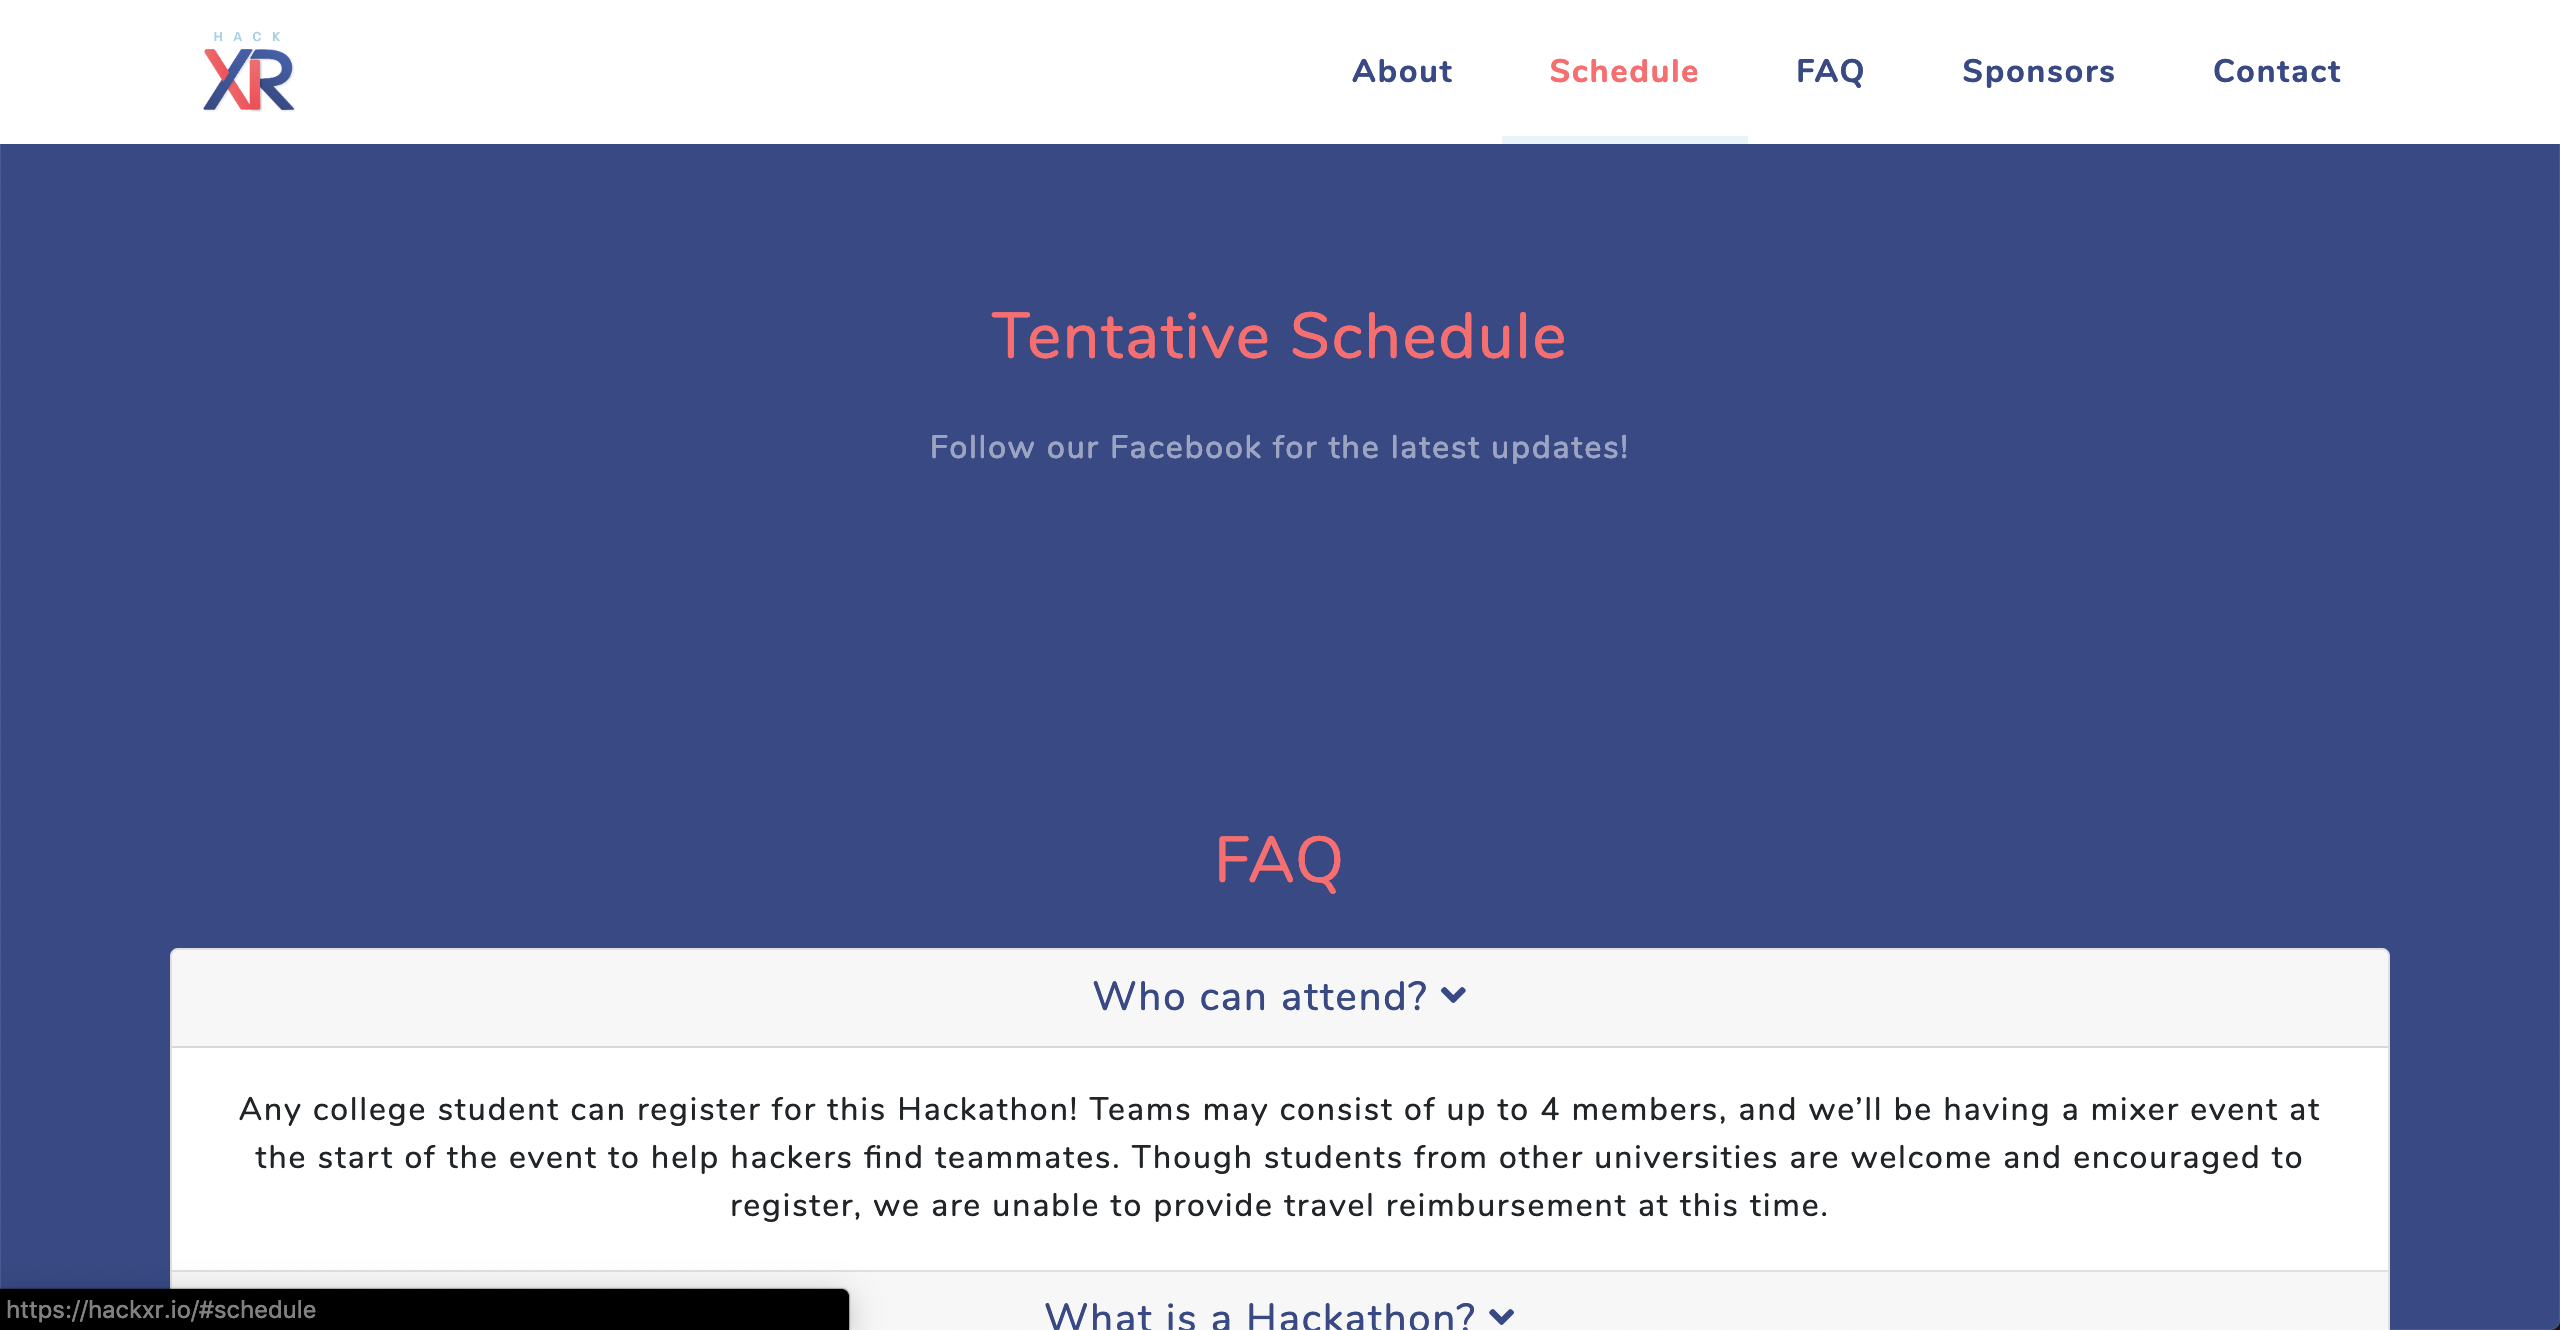 HACK
XR
About Schedule FAQ Sponsors Contact
Tentative Schedule
Follow our Facebook for the latest updates!
FAQ
Who can attend?
Any college student can register for this Hackathon! Teams may consist of up to 4 members, and we’ll be having a mixer event at
the start of the event to help hackers find teammates. Though students from other universities are welcome and encouraged to
register, we are unable to provide travel reimbursement at this time.
What is a Hackathon?
https://hackxr.io/#schedule